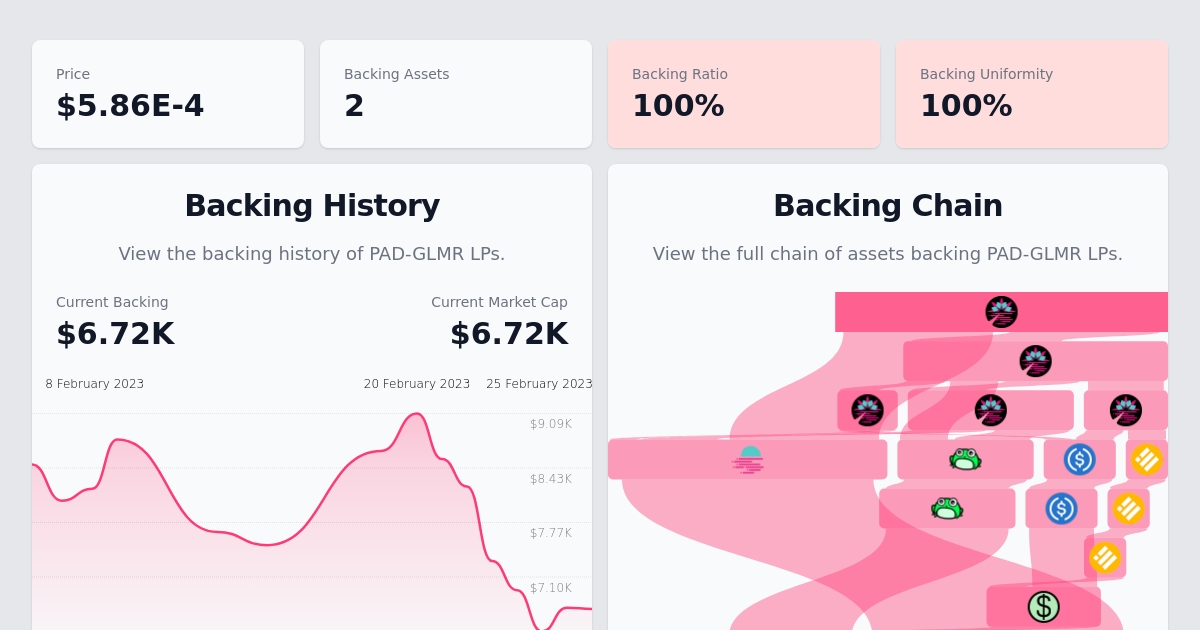 Price
$5.86E-4
Backing Assets
2
Backing Ratio
100%
Backing Uniformity
100%
Backing History
View the backing history of PAD-GLMR LPs.
Current Backing
$6.72K
Current Market Cap
$6.72K
8 February 2023
20 February 2023
25 February 2023
$9.09K
$8.43K
$7.77K
$7.10K
Backing Chain
View the full chain of assets backing PAD-GLMR LPs.